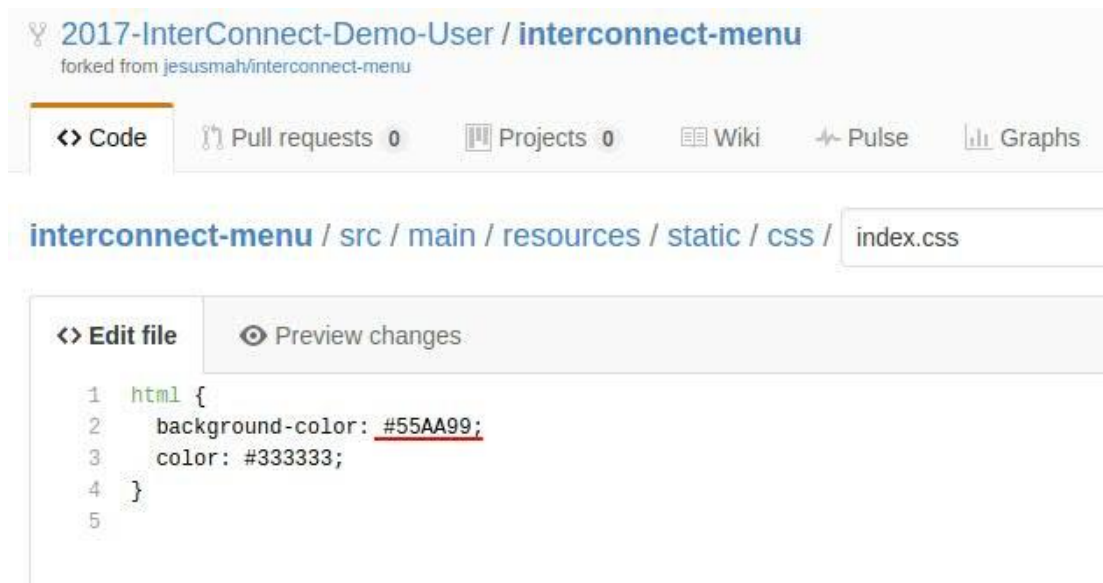 2017-InterConnect-Demo-User / interconnect-menu
forked from jesusmah/interconnect-menu
<> Code Pull requests 0 Projects 0 Wiki Pulse Graphs
interconnect-menu / src / main / resources / static / css / index.css
<> Edit file Preview changes
1 html {
2 background-color: #55AA99;
3 color: #333333;
4 }
5